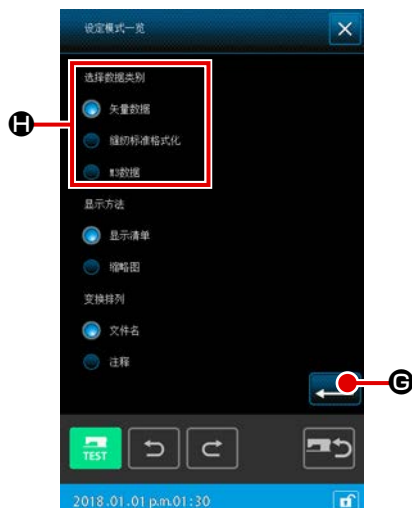 设定模式一览
选择数据类别
矢量数据
缝纫标准格式化
M3数据
显示方法
显示清单
缩略图
变换排列
文件名
注释
TEST
2018.01.01 p.m.01:30
H
G